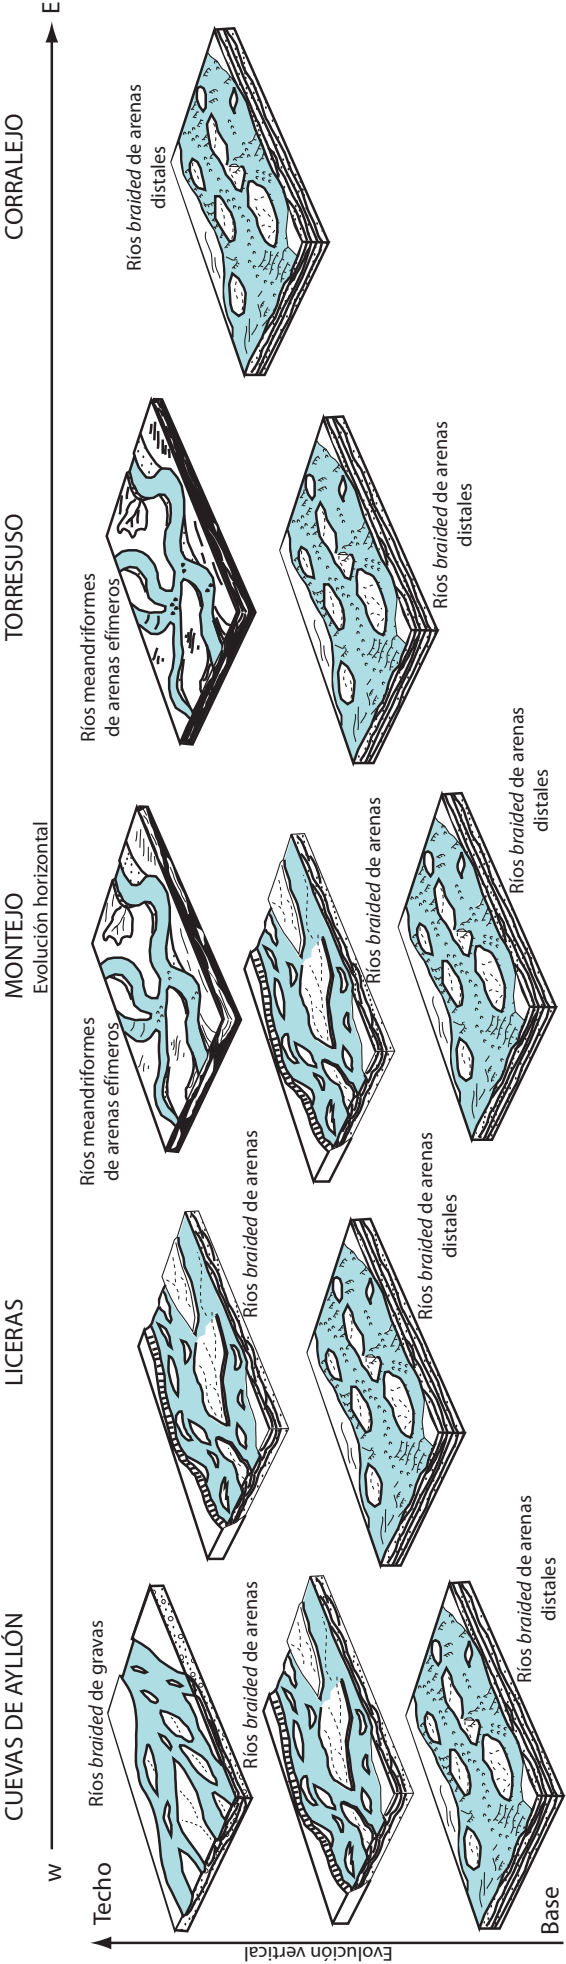 CUEVAS DE AYLLÓN
LICERAS
MONTEJO
TORRESUSO
CORRALEJO
Evolución horizontal
W
E
Techo
Evolución vertical
Base
Ríos braided de gravas
Ríos braided de arenas
Ríos braided de arenas
distales
Ríos braided de arenas
Ríos braided de arenas
distales
Ríos meandriformes
de arenas efímeros
Ríos braided de arenas
Ríos braided de arenas
distales
Ríos meandriformes
de arenas efímeros
Ríos braided de arenas
distales
Ríos braided de arenas
distales